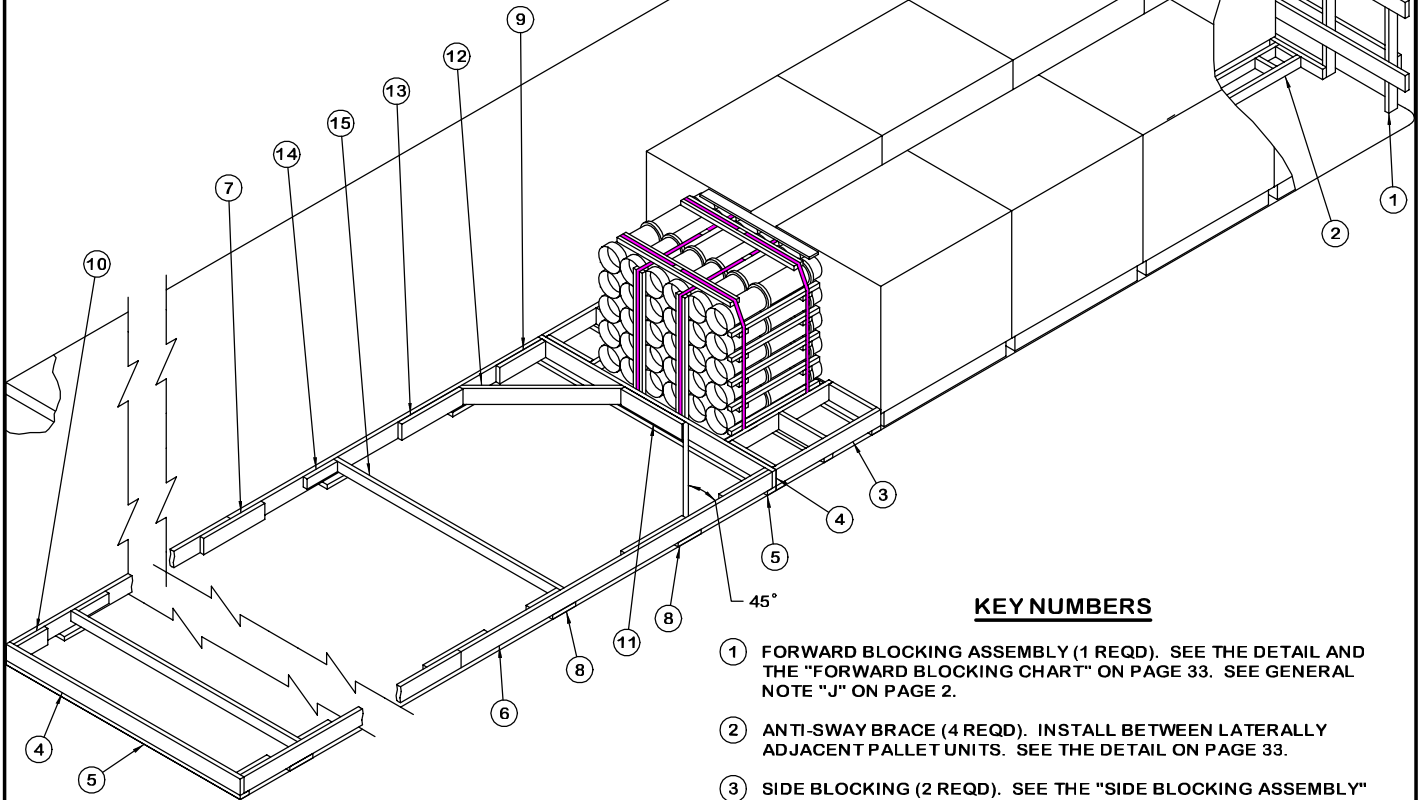 9
12
13
15
14
7
10
1
2
3
4
5
45°
8
11
8
6
4
5
KEY NUMBERS
1 FORWARD BLOCKING ASSEMBLY (1 REQD). SEE THE DETAIL AND
THE "FORWARD BLOCKING CHART" ON PAGE 33. SEE GENERAL
NOTE "J" ON PAGE 2.
2 ANTI-SWAY BRACE (4 REQD). INSTALL BETWEEN LATERALLY
ADJACENT PALLET UNITS. SEE THE DETAIL ON PAGE 33.
3 SIDE BLOCKING (2 REQD). SEE THE "SIDE BLOCKING ASSEMBLY"